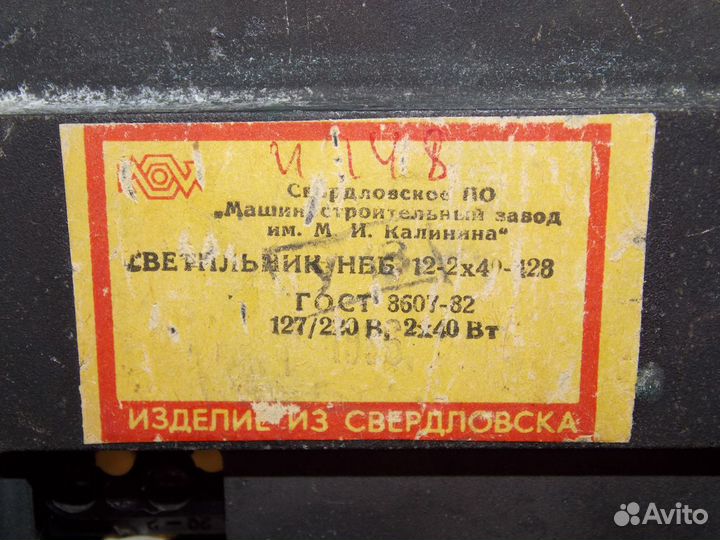 и 148
Свердловское ПО
„Машиностроительный завод
им. М. И. Калинина“
СВЕТИЛЬНИК НББ 12-2х40-128
ГОСТ 8607-82
127/220 В, 2х40 Вт
ИЗДЕЛИЕ ИЗ СВЕРДЛОВСКА
Avito